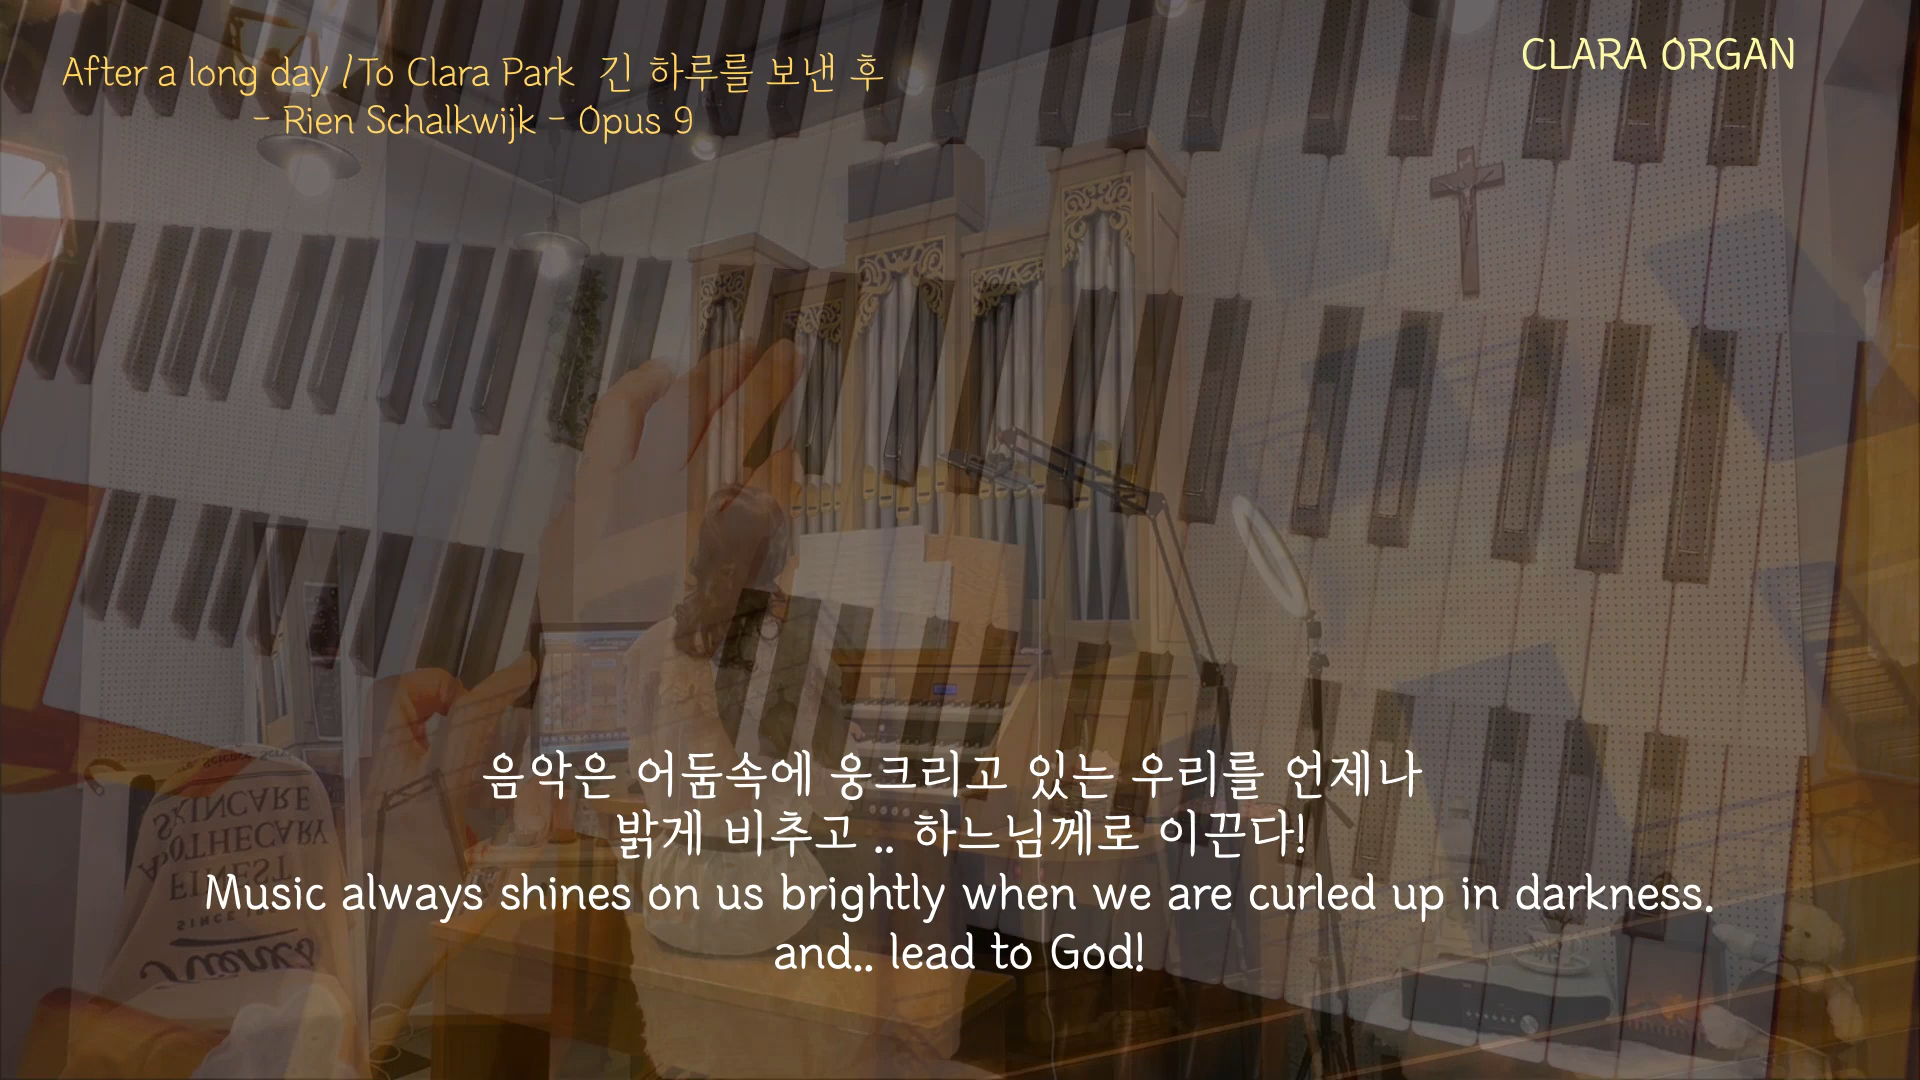 After a long day / To Clara Park 긴 하루를 보낸 후
- Rien Schalkwijk - Opus 9
CLARA ORGAN
음악은 어둠속에 웅크리고 있는 우리를 언제나
밝게 비추고 .. 하느님께로 이끈다!
Music always shines on us brightly when we are curled up in darkness.
and.. lead to God!
SKINCARE
APOTHECARY
FINEST